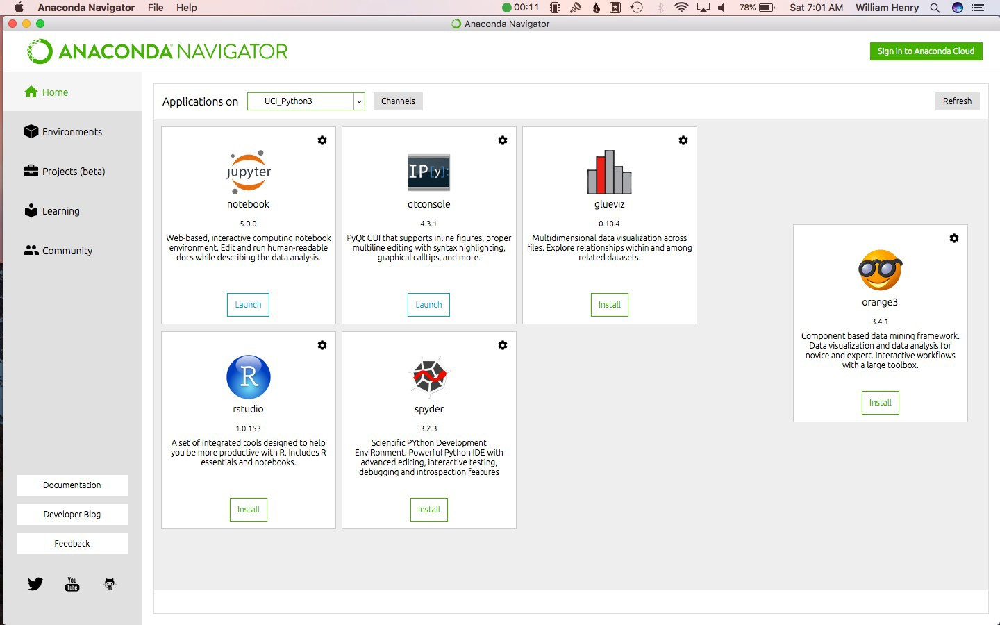 Anaconda Navigator File Help 00:11 78% Sat 7:01 AM William Henry
Anaconda Navigator
ANACONDA NAVIGATOR
Sign in to Anaconda Cloud
Home
Environments
Projects (beta)
Learning
Community
Documentation
Developer Blog
Feedback
You
Tube
Applications on UCI_Python3 Channels Refresh
jupyter
notebook
5.0.0
Web-based, interactive computing notebook
environment. Edit and run human-readable
docs while describing the data analysis.
Launch
IP[y]:
qtconsole
4.3.1
PyQt GUI that supports inline figures, proper
multiline editing with syntax highlighting,
graphical calltips, and more.
Launch
glueviz
0.10.4
Multidimensional data visualization across
files. Explore relationships within and among
related datasets.
Install
orange3
3.4.1
Component based data mining framework.
Data visualization and data analysis for
novice and expert. Interactive workflows
with a large toolbox.
Install
R
rstudio
1.0.153
A set of integrated tools designed to help
you be more productive with R. Includes R
essentials and notebooks.
Install
spyder
3.2.3
Scientific PYthon Development
EnviRonment. Powerful Python IDE with
advanced editing, interactive testing,
debugging and introspection features
Install